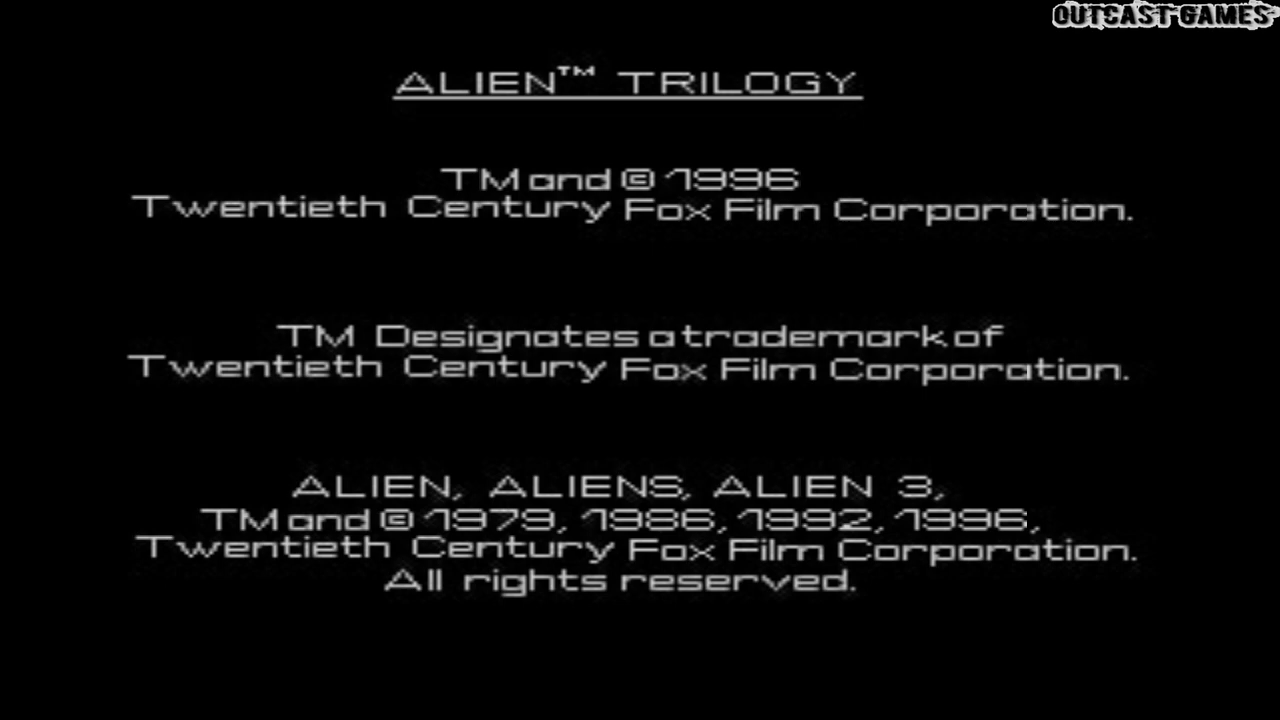 OUTCAST GAMES
ALIEN™ TRILOGY
TM and © 1996
Twentieth Century Fox Film Corporation.
TM Designates a trademark of
Twentieth Century Fox Film Corporation.
ALIEN, ALIENS, ALIEN 3,
TM and © 1979, 1986, 1992, 1996,
Twentieth Century Fox Film Corporation.
All rights reserved.